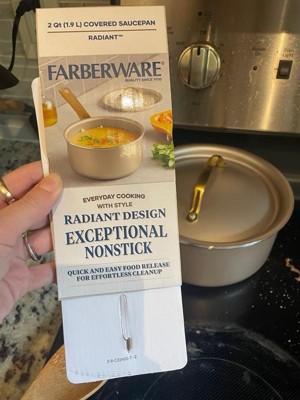 2 Qt (1.9 L) COVERED SAUCEPAN
RADIANT™
FARBERWARE®
QUALITY SINCE 1900
EVERYDAY COOKING
WITH STYLE
RADIANT DESIGN
EXCEPTIONAL
NONSTICK
QUICK AND EASY FOOD RELEASE
FOR EFFORTLESS CLEANUP